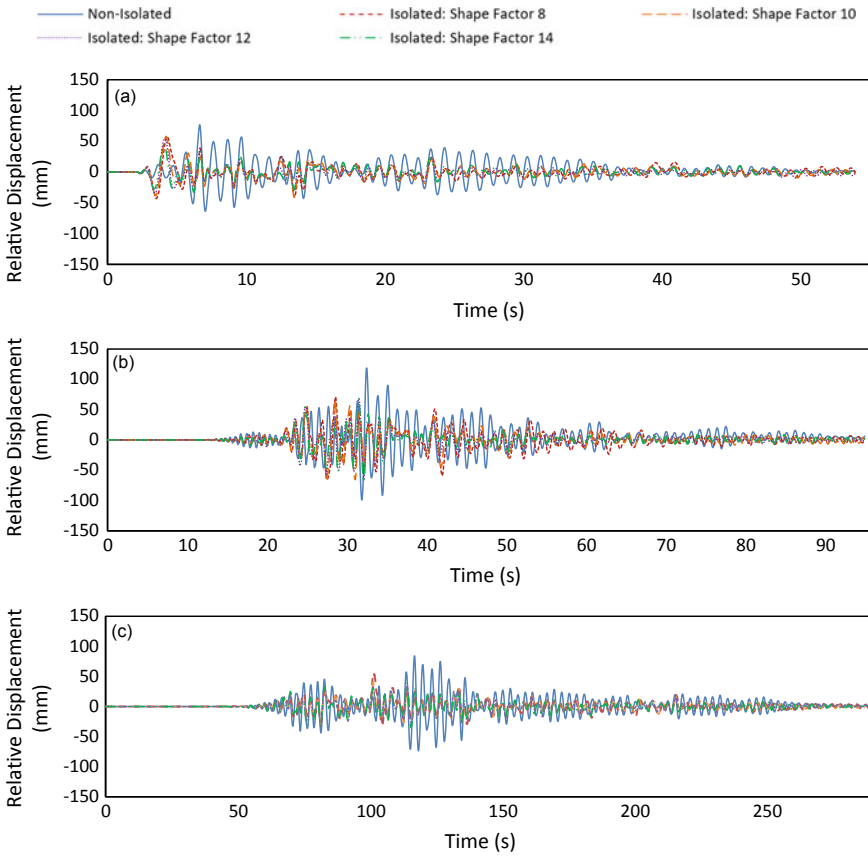 Non-Isolated
Isolated: Shape Factor 8
Isolated: Shape Factor 10
Isolated: Shape Factor 12
Isolated: Shape Factor 14
(a)
Relative Displacement
(mm)
150
100
50
0
-50
-100
-150
0 10 20 30 40 50
Time (s)
(b)
Relative Displacement
(mm)
150
100
50
0
-50
-100
-150
0 10 20 30 40 50 60 70 80 90
Time (s)
(c)
Relative Displacement
(mm)
150
100
50
0
-50
-100
-150
0 50 100 150 200 250
Time (s)